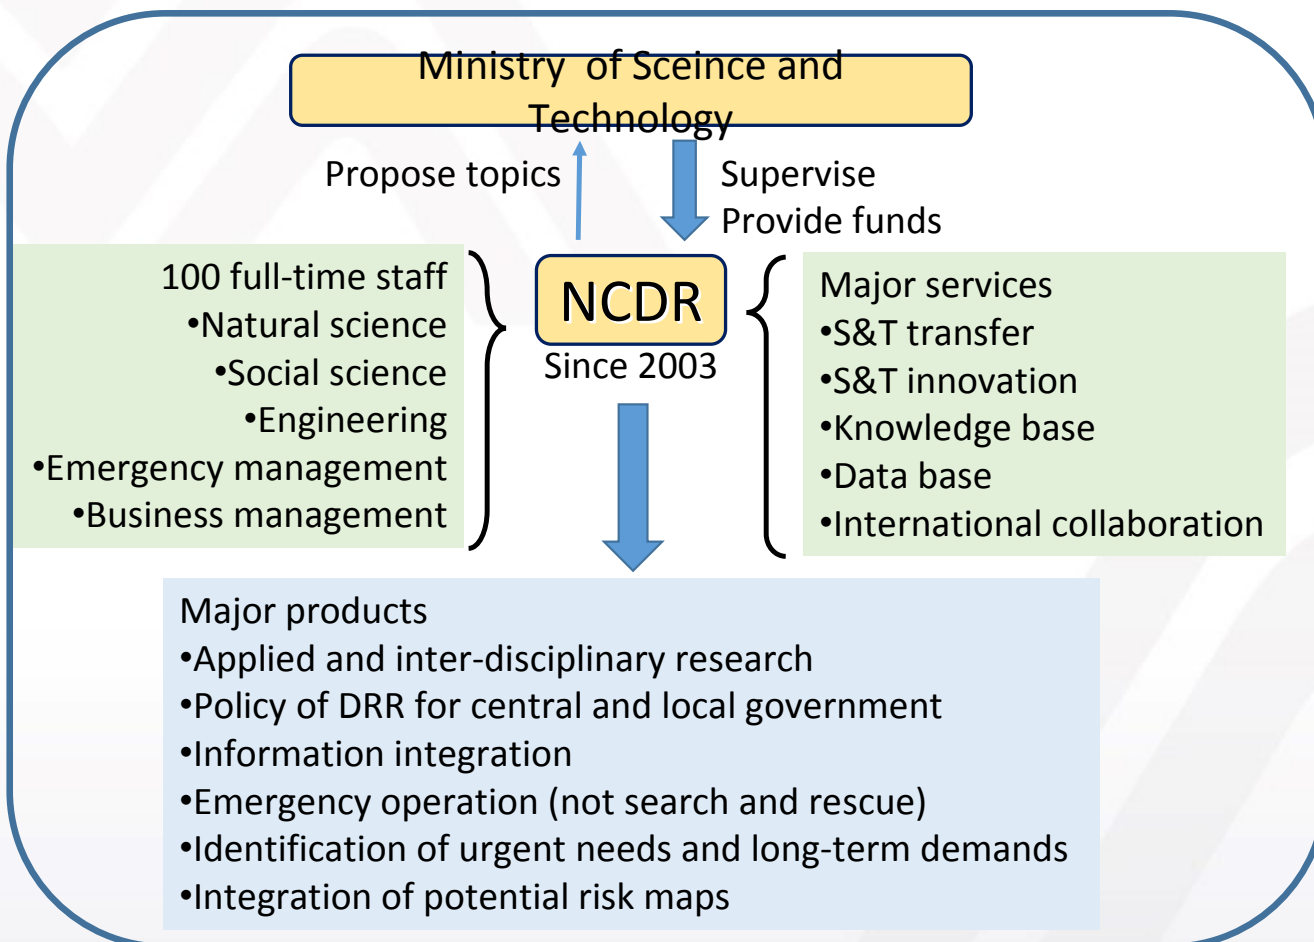 Ministry of Sceince and
Technology
Propose topics
Supervise
Provide funds
100 full-time staff
•Natural science
•Social science
•Engineering
•Emergency management
•Business management
NCDR
Since 2003
Major services
•S&T transfer
•S&T innovation
•Knowledge base
•Data base
•International collaboration
Major products
•Applied and inter-disciplinary research
•Policy of DRR for central and local government
•Information integration
•Emergency operation (not search and rescue)
•Identification of urgent needs and long-term demands
•Integration of potential risk maps